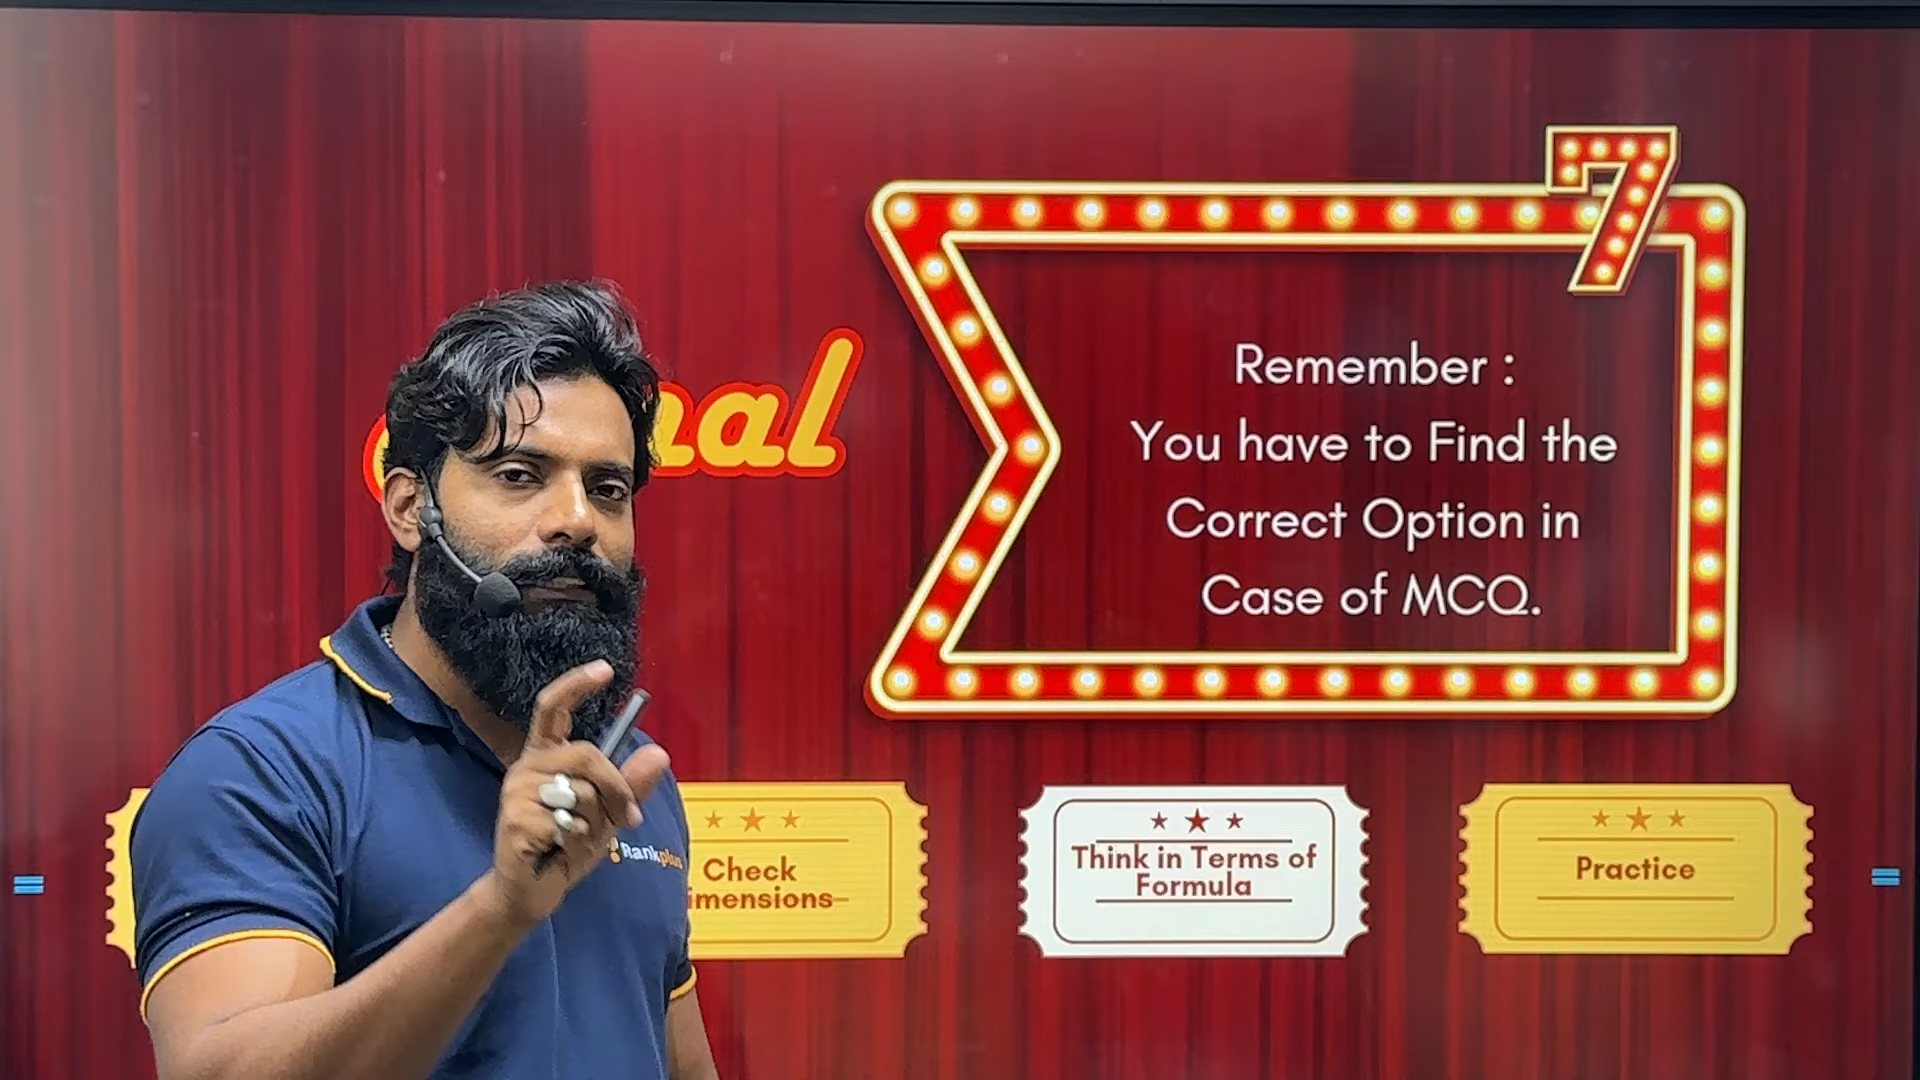 7
Remember :
You have to Find the
Correct Option in
Case of MCQ.
Rankplus
Check
Think in Terms of
Formula
Practice